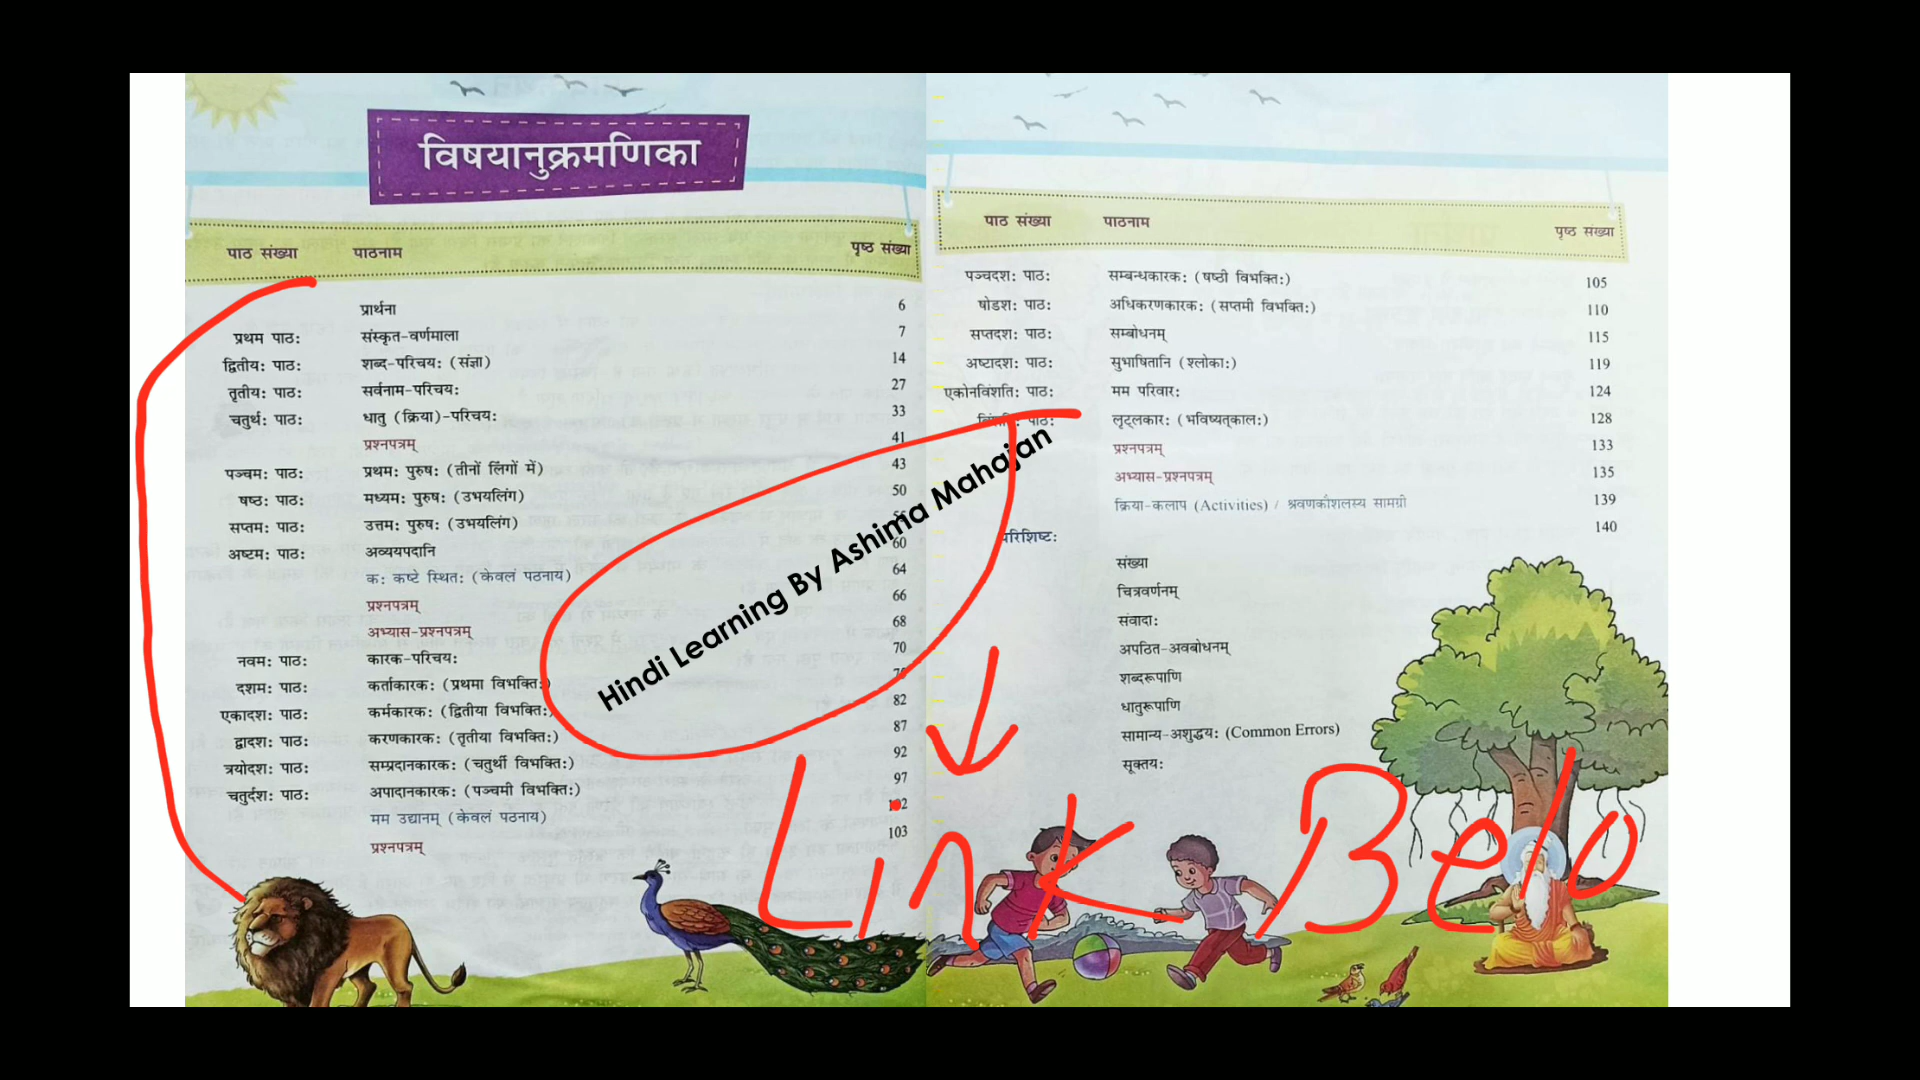 विषयानुक्रमणिका
पाठ संख्या पाठनाम पृष्ठ संख्या
प्रार्थना 6
प्रथम पाठ: संस्कृत-वर्णमाला 7
द्वितीय: पाठ: शब्द-परिचय: (संज्ञा) 14
तृतीय: पाठ: सर्वनाम-परिचय: 27
चतुर्थ: पाठ: धातु (क्रिया)-परिचय: 33
प्रश्नपत्रम् 41
पञ्चम: पाठ: प्रथम: पुरुष: (तीनों लिंगों में) 43
षष्ठ: पाठ: मध्यम: पुरुष: (उभयलिंग) 50
सप्तम: पाठ: उत्तम: पुरुष: (उभयलिंग)
अष्टम: पाठ: अव्ययपदानि 60
क: कष्टे स्थित: (केवलं पठनाय) 64
प्रश्नपत्रम् 66
अभ्यास-प्रश्नपत्रम् 68
नवम: पाठ: कारक-परिचय: 70
दशम: पाठ: कर्ताकारक: (प्रथमा विभक्ति:)
एकादश: पाठ: कर्मकारक: (द्वितीया विभक्ति:) 82
द्वादश: पाठ: करणकारक: (तृतीया विभक्ति:) 87
त्रयोदश: पाठ: सम्प्रदानकारक: (चतुर्थी विभक्ति:) 92
चतुर्दश: पाठ: अपादानकारक: (पञ्चमी विभक्ति:) 97
मम उद्यानम् (केवलं पठनाय) 102
प्रश्नपत्रम् 103
Hindi Learning By Ashima Mahajan
पाठ संख्या पाठनाम पृष्ठ संख्या
पञ्चदश: पाठ: सम्बन्धकारक: (षष्ठी विभक्ति:) 105
षोडश: पाठ: अधिकरणकारक: (सप्तमी विभक्ति:) 110
सप्तदश: पाठ: सम्बोधनम् 115
अष्टादश: पाठ: सुभाषितानि (श्लोका:) 119
एकोनविंशति: पाठ: मम परिवार: 124
पाठ: लृट्लकार: (भविष्यत्काल:) 128
प्रश्नपत्रम् 133
अभ्यास-प्रश्नपत्रम् 135
क्रिया-कलाप (Activities) / श्रवणकौशलस्य सामग्री 139
परिशिष्ट: 140
संख्या
चित्रवर्णनम्
संवादा:
अपठित-अवबोधनम्
शब्दरूपाणि
धातुरूपाणि
सामान्य-अशुद्धय: (Common Errors)
सूक्तय:
Link Belo